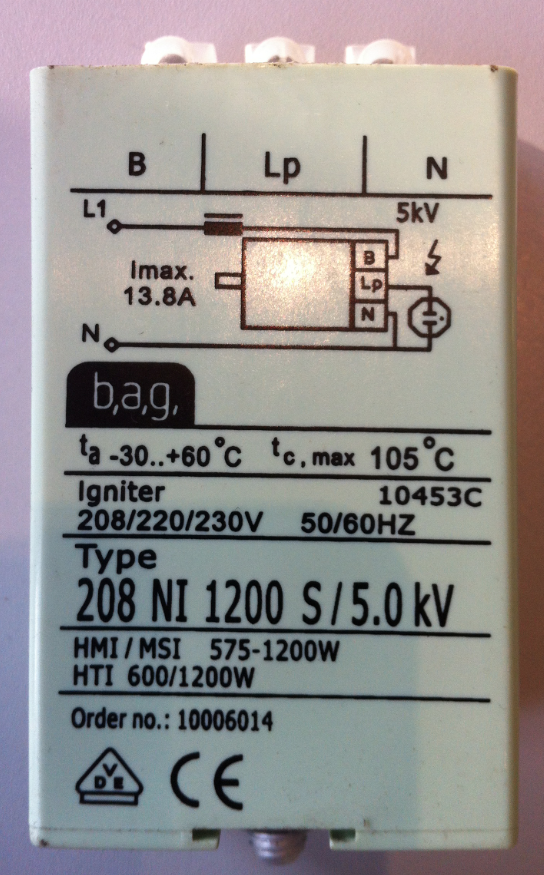 B Lp N
L1 5kV
B
Imax. Lp
13.8A N
N
b,a,g,
ta -30..+60°C tc, max 105°C
Igniter 10453C
208/220/230V 50/60HZ
Type
208 NI 1200 S/5.0 kV
HMI/MSI 575-1200W
HTI 600/1200W
Order no.: 10006014
VDE CE